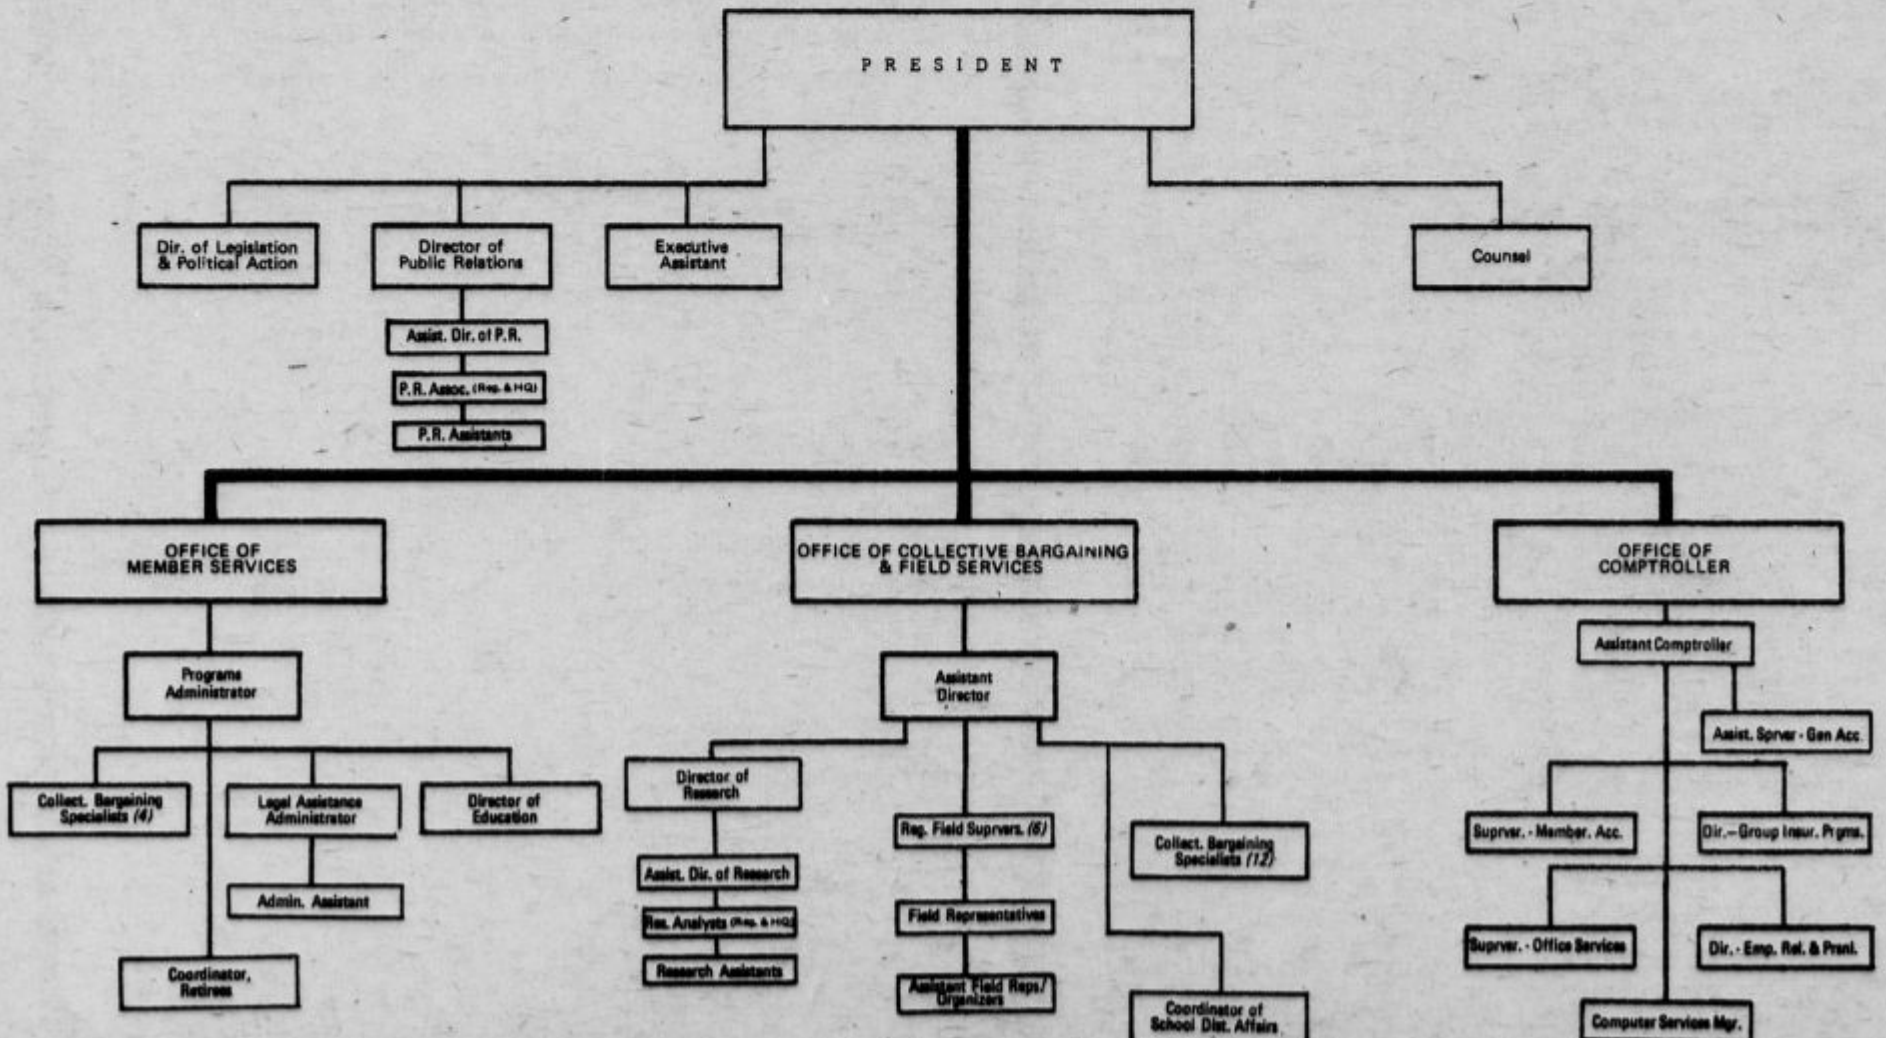 PRESIDENT
Dir. of Legislation
& Political Action
Director of
Public Relations
Executive
Assistant
Counsel
Assist. Dir. of P.R.
P.R. Assoc. (Reg. & HQ)
P.R. Assistants
OFFICE OF
MEMBER SERVICES
OFFICE OF COLLECTIVE BARGAINING
& FIELD SERVICES
OFFICE OF
COMPTROLLER
Programs
Administrator
Collect. Bargaining
Specialists (4)
Legal Assistance
Administrator
Director of
Education
Admin. Assistant
Coordinator,
Retirees
Assistant
Director
Director of
Research
Assist. Dir. of Research
Res. Analysts (Reg. & HQ)
Research Assistants
Reg. Field Suprvers. (6)
Field Representatives
Assistant Field Reps/
Organizers
Collect. Bargaining
Specialists (12)
Coordinator of
School Dist. Affairs
Assistant Comptroller
Assist. Sprver - Gen Acc.
Suprver. - Member. Acc.
Dir.—Group Insur. Prgms.
Suprver. - Office Services
Dir. - Emp. Rel. & Prsnl.
Computer Services Mgr.